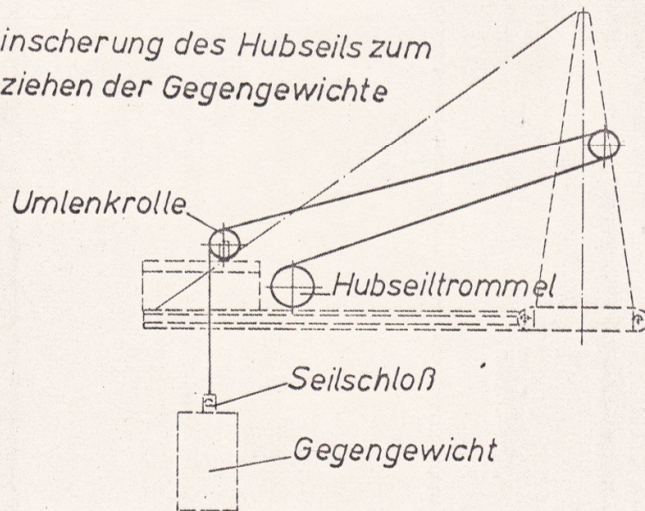 inscherung des Hubseils zum
ziehen der Gegengewichte
Umlenkrolle
Hubseiltrommel
Seilschloß
Gegengewicht